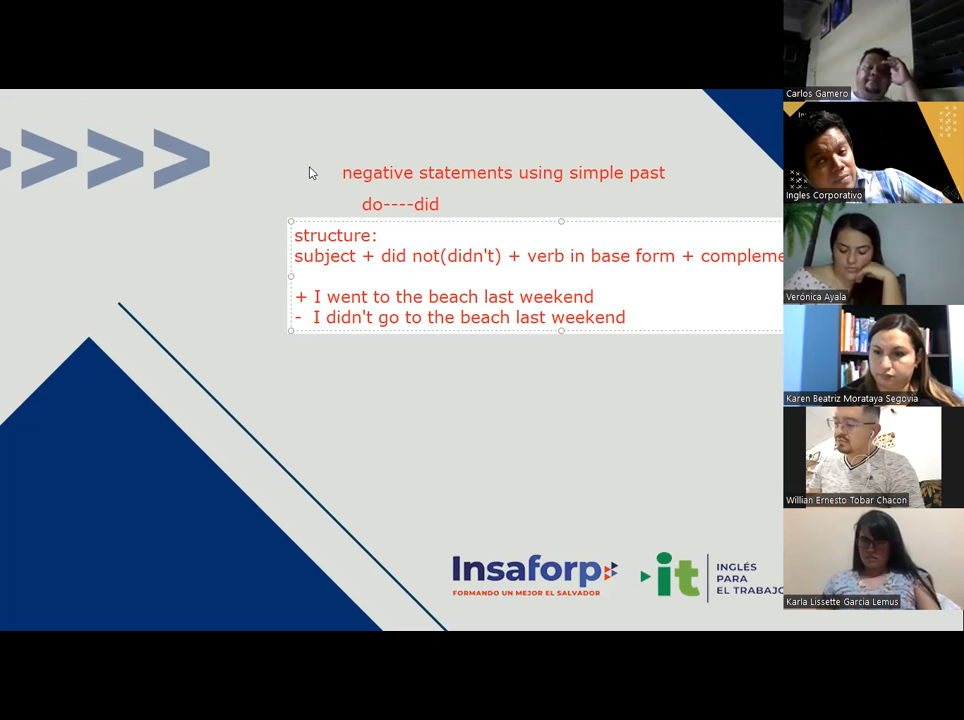 negative statements using simple past
do----did
structure:
subject + did not(didn't) + verb in base form + compleme
+ I went to the beach last weekend
- I didn't go to the beach last weekend
Insaforp
FORMANDO UN MEJOR EL SALVADOR
it
INGLÉS
PARA
EL TRABAJO
Carlos Gamero
Ingles Corporativo
Verónica Ayala
Karen Beatriz Morataya Segovia
Willian Ernesto Tobar Chacon
Karla Lissette Garcia Lemus